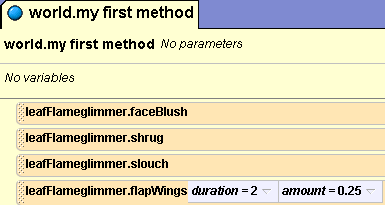 world.my first method
world.my first method No parameters
No variables
leafFlameglimmer.faceBlush
leafFlameglimmer.shrug
leafFlameglimmer.slouch
leafFlameglimmer.flapWings duration = 2 amount = 0.25